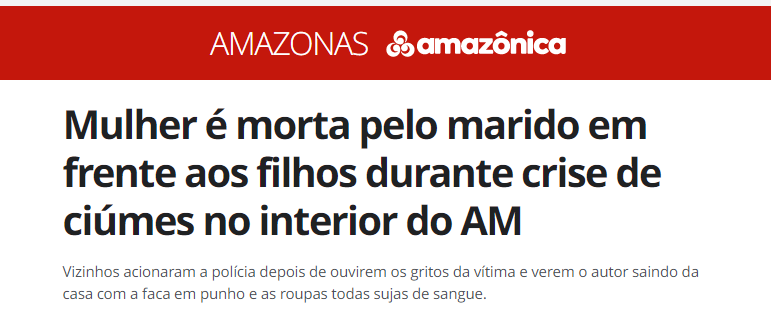 AMAZONAS amazônica
Mulher é morta pelo marido em
frente aos filhos durante crise de
ciúmes no interior do AM
Vizinhos acionaram a polícia depois de ouvirem os gritos da vítima e verem o autor saindo da
casa com a faca em punho e as roupas todas sujas de sangue.